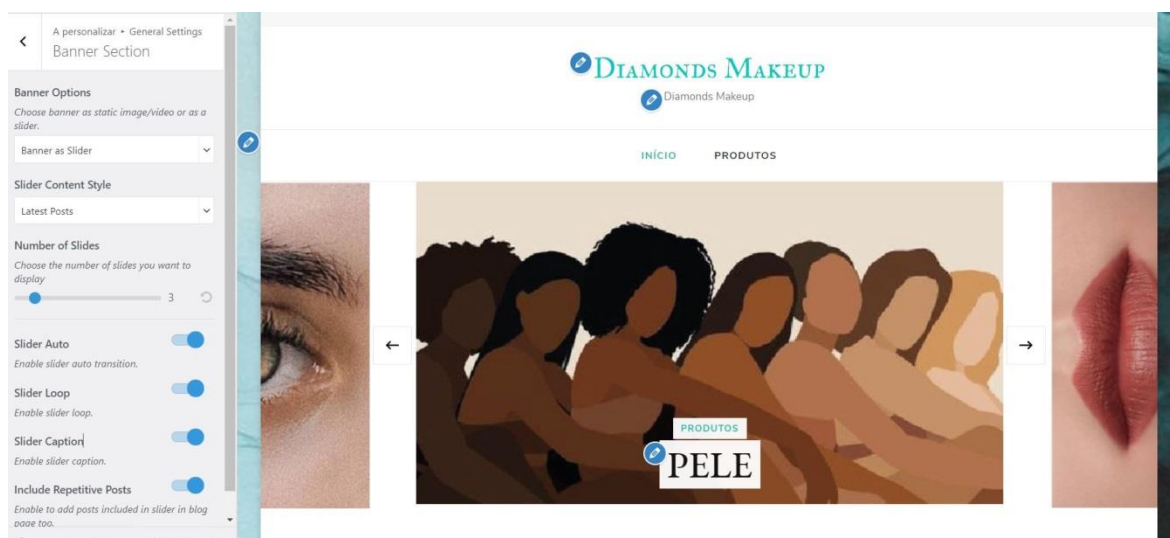 A personalizar ▸ General Settings
Banner Section
Banner Options
Choose banner as static image/video or as a
slider.
Banner as Slider
Slider Content Style
Latest Posts
Number of Slides
Choose the number of slides you want to
display
3
Slider Auto
Enable slider auto transition.
Slider Loop
Enable slider loop.
Slider Caption
Enable slider caption.
Include Repetitive Posts
Enable to add posts included in slider in blog
page too.
Diamonds Makeup
Diamonds Makeup
INÍCIO PRODUTOS
PRODUTOS
PELE